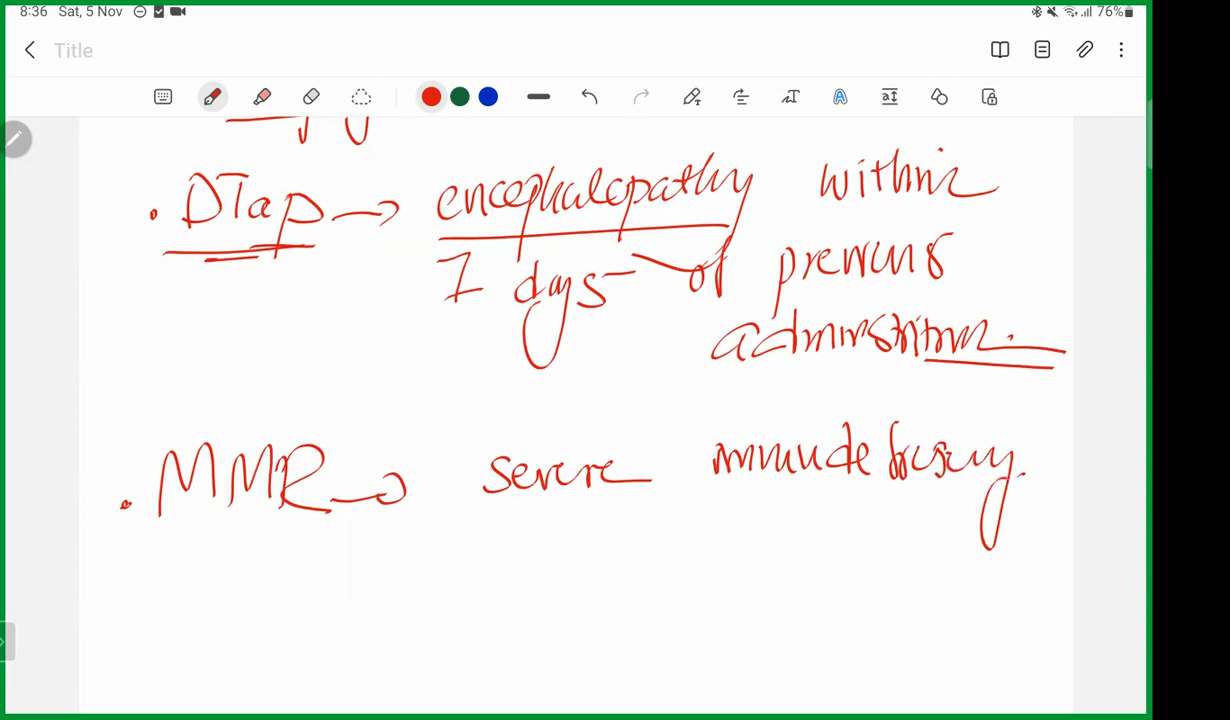 8:36 Sat, 5 Nov 76%
Title
. DTap → encephalopathy within
7 days of previous
administration.
. MMR → severe immunodeficiency.